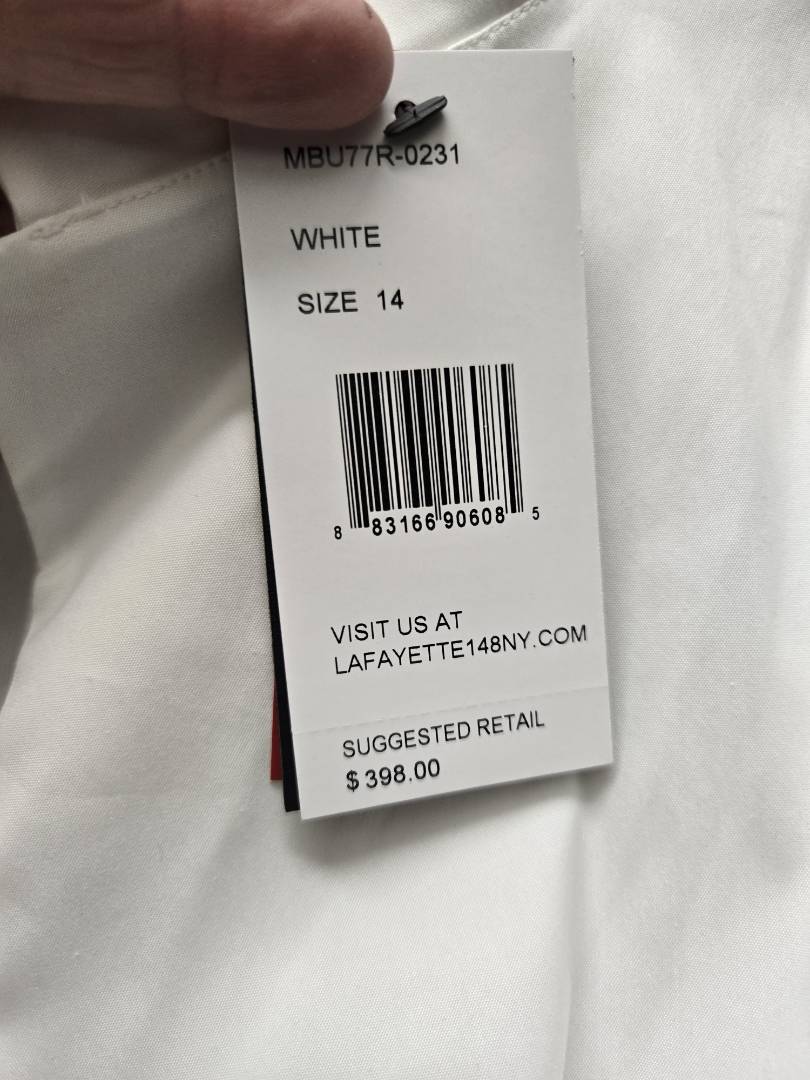 MBU77R-0231
WHITE
SIZE 14
8 83166 90608 5
VISIT US AT
LAFAYETTE148NY.COM
SUGGESTED RETAIL
$398.00